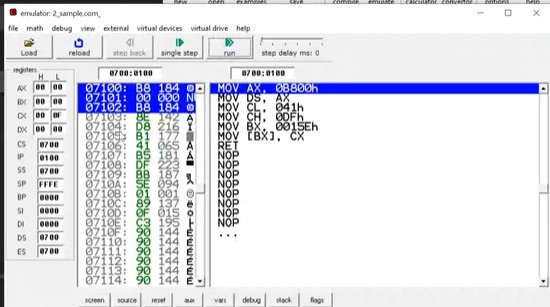 new open examples save compile emulate calculator convertor options
emulator: 2_sample.com_
file math debug view external virtual devices virtual drive help
Load reload step back single step run step delay ms: 0
registers
H L
AX 00 00
BX 00 00
CX 00 0F
DX 00 00
CS 0700
IP 0100
SS 0700
SP FFFE
BP 0000
SI 0000
DI 0000
DS 0700
ES 0700
0700:0100 0700:0100
07100: B8 184
07101: 00 000
07102: B8 184
07103: 8E 142
07104: D8 216
07105: B1 177
07106: 41 065 A
07107: B5 181
07108: DF 223
07109: BB 187
0710A: 5E 094
0710B: 01 001
0710C: 89 137
0710D: 0F 015
0710E: C3 195
0710F: 90 144 É
07110: 90 144 É
07111: 90 144 É
07112: 90 144 É
07113: 90 144 É
07114: 90 144 É
MOV AX, 0B800h
MOV DS, AX
MOV CL, 041h
MOV CH, 0DFh
MOV BX, 0015Eh
MOV [BX], CX
RET
NOP
NOP
NOP
NOP
NOP
NOP
NOP
...
screen source reset aux vars debug stack flags